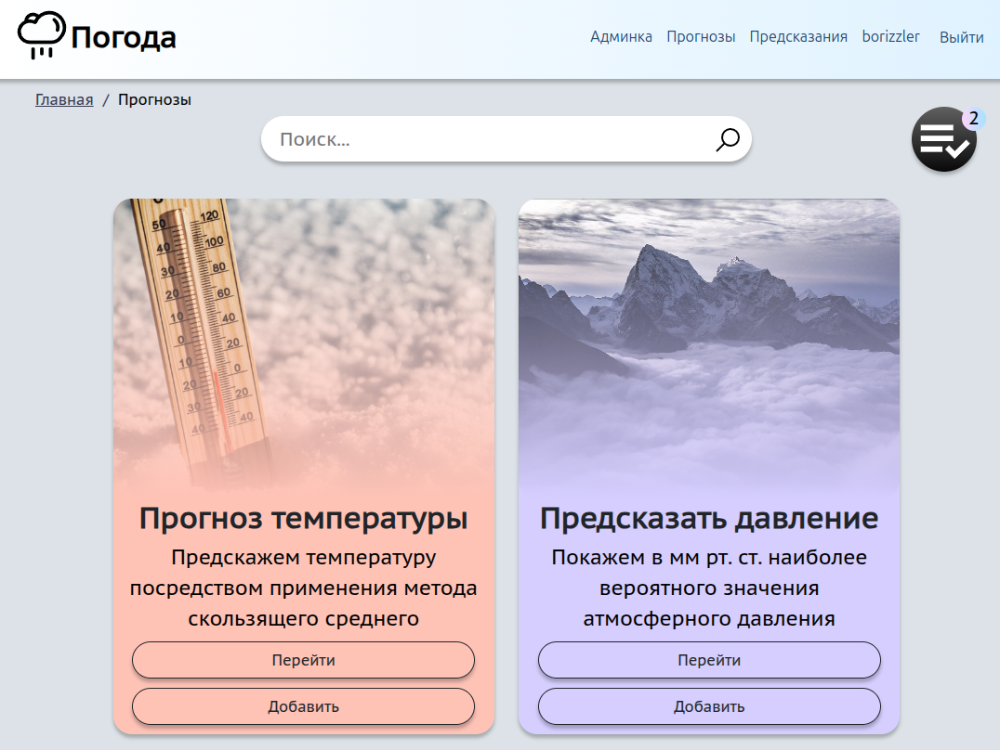 Погода
Админка Прогнозы Предсказания borizzler Выйти
Главная / Прогнозы
Поиск...
2
50 120
40 100
30 80
20 60
10 40
0 20
10 0
20 20
30 40
40
Прогноз температуры
Предскажем температуру
посредством применения метода
скользящего среднего
Перейти
Добавить
Предсказать давление
Покажем в мм рт. ст. наиболее
вероятного значения
атмосферного давления
Перейти
Добавить